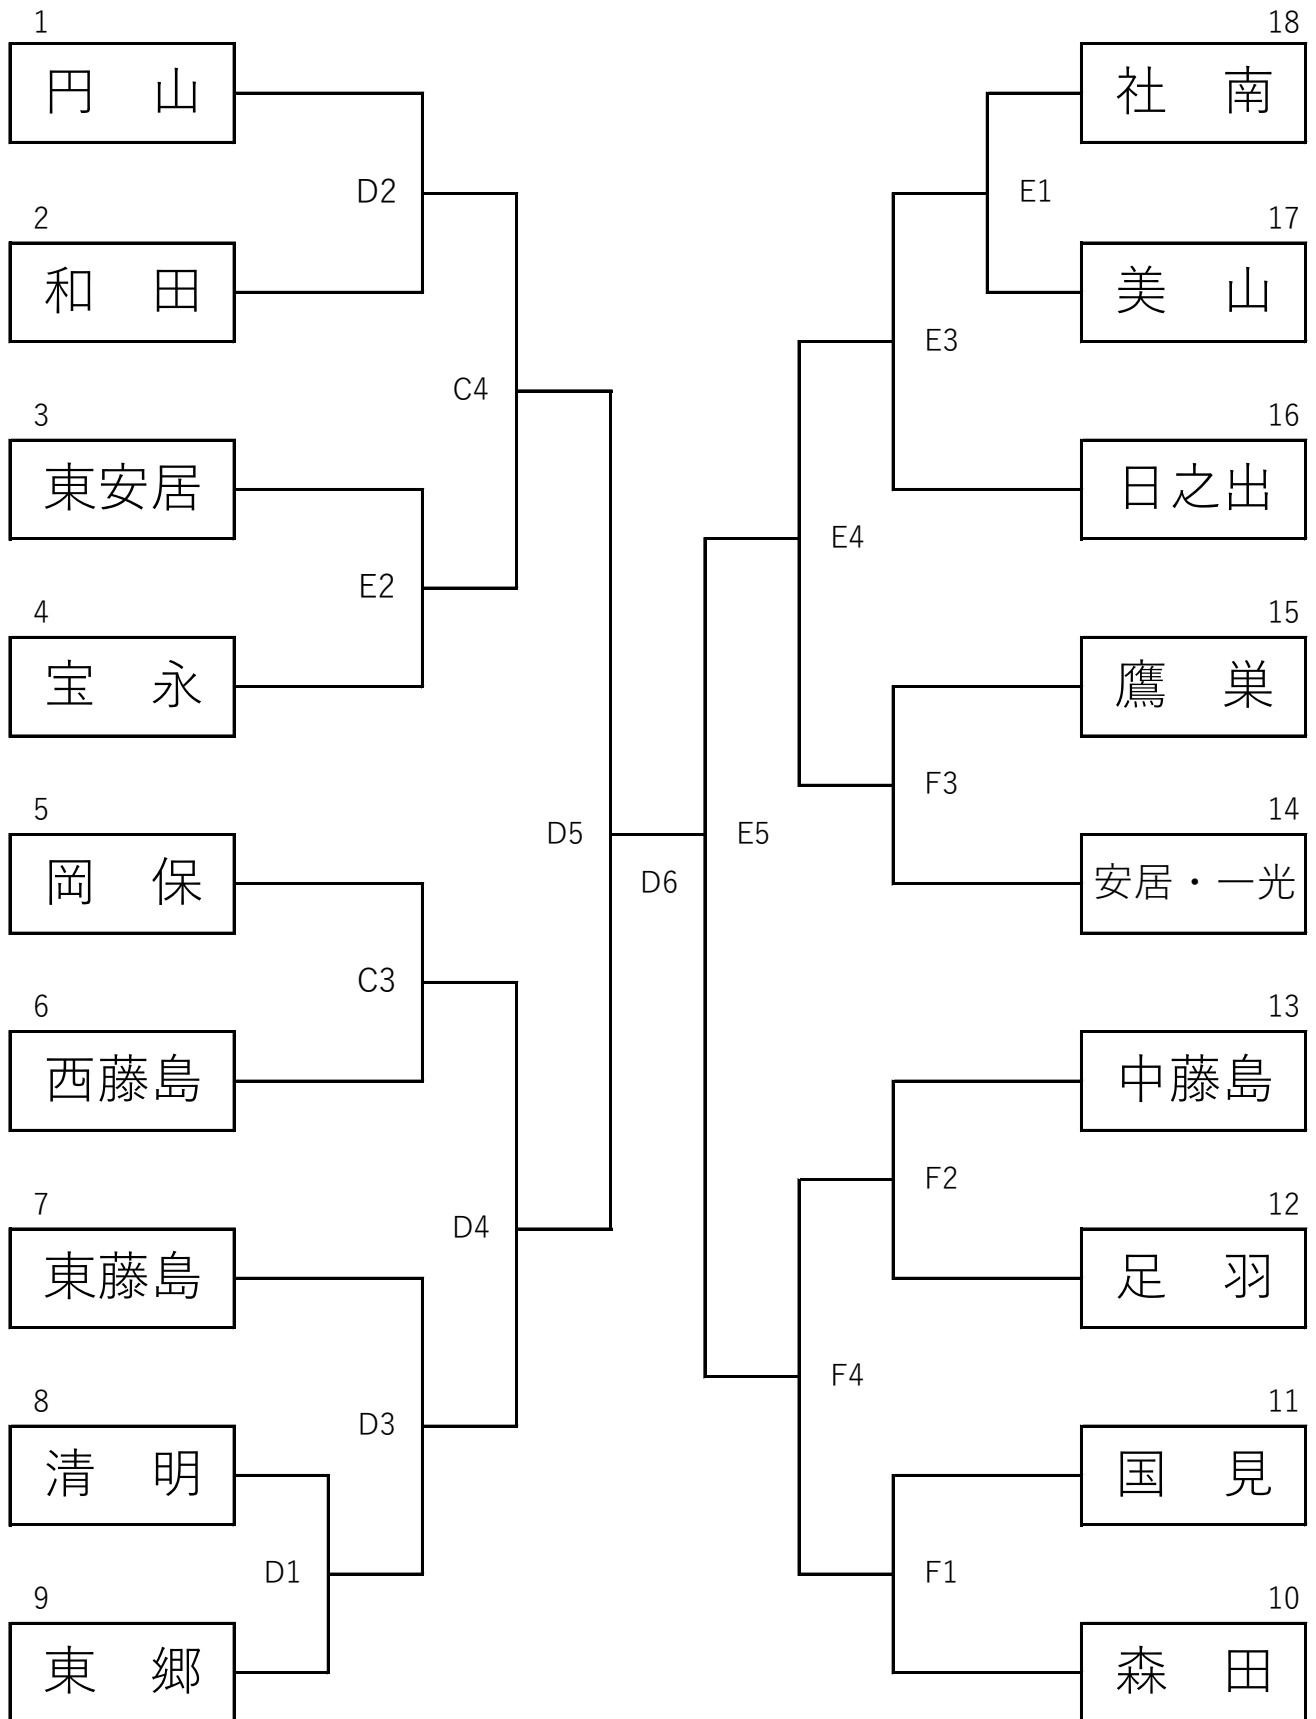 1
円 山
D2
2
和 田
C4
3
東安居
E2
4
宝 永
D5
5
岡 保
C3
6
西藤島
D4
7
東藤島
D3
8
清 明
D1
9
東 郷
D6
18
社 南
E1
17
美 山
E3
16
日之出
E4
15
鷹 巣
F3
14
安居・一光
E5
13
中藤島
F2
12
足 羽
F4
11
国 見
F1
10
森 田